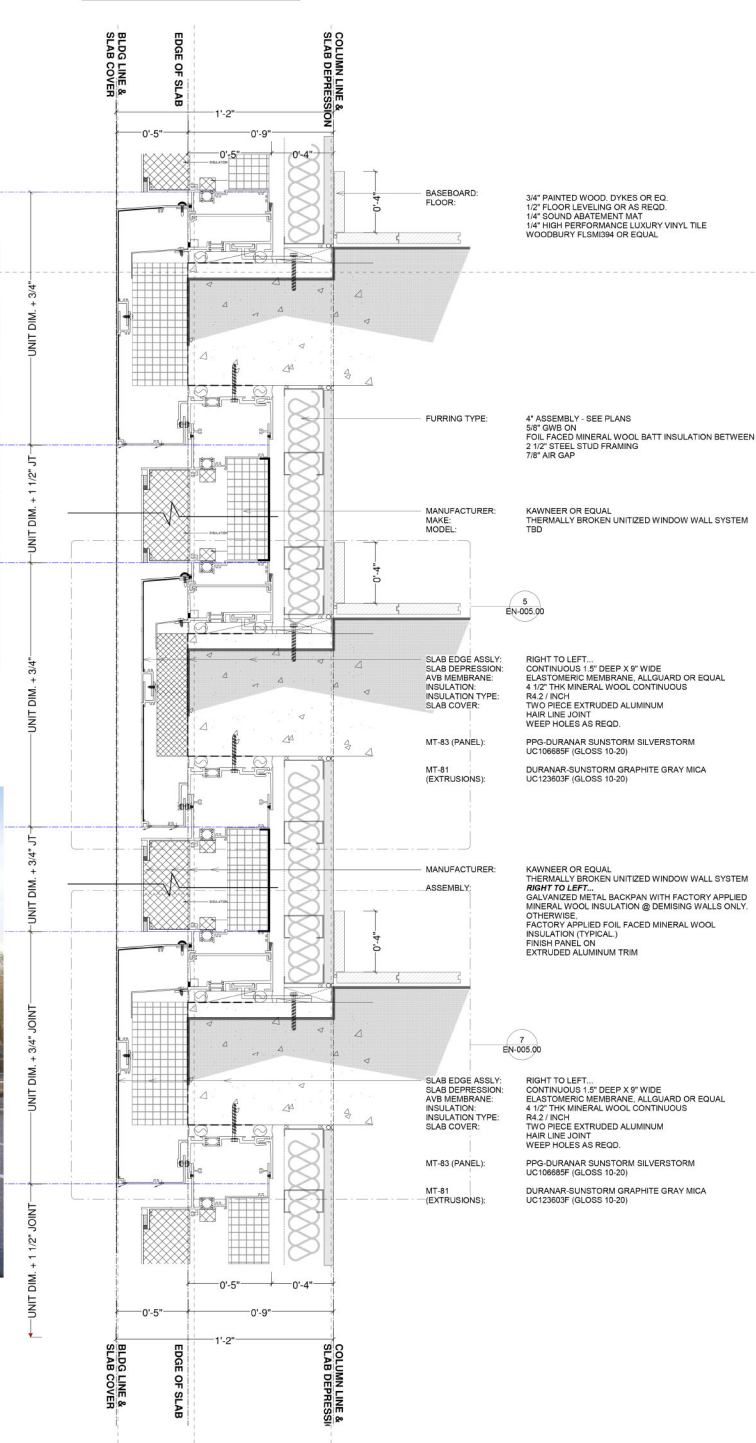 BLDG LINE &
SLAB COVER
EDGE OF SLAB
COLUMN LINE &
SLAB DEPRESSION
1'-2"
0'-5"
0'-9"
0'-5"
0'-4"
INSULATION
UNIT DIM. + 3/4"
UNIT DIM. + 1 1/2" JT
UNIT DIM. + 3/4"
UNIT DIM. + 3/4" JT
UNIT DIM. + 3/4" JOINT
UNIT DIM. + 1 1/2" JOINT
0'-4"
BASEBOARD: 3/4" PAINTED WOOD. DYKES OR EQ.
FLOOR: 1/2" FLOOR LEVELING OR AS REQD.
1/4" SOUND ABATEMENT MAT
1/4" HIGH PERFORMANCE LUXURY VINYL TILE
WOODBURY FLSMI394 OR EQUAL
FURRING TYPE: 4" ASSEMBLY - SEE PLANS
5/8" GWB ON
FOIL FACED MINERAL WOOL BATT INSULATION BETWEEN
2 1/2" STEEL STUD FRAMING
7/8" AIR GAP
MANUFACTURER: KAWNEER OR EQUAL
MAKE: THERMALLY BROKEN UNITIZED WINDOW WALL SYSTEM
MODEL: TBD
INSULATION
0'-4"
5
EN-005.00
SLAB EDGE ASSLY: RIGHT TO LEFT...
SLAB DEPRESSION: CONTINUOUS 1.5" DEEP X 9" WIDE
AVB MEMBRANE: ELASTOMERIC MEMBRANE, ALLGUARD OR EQUAL
INSULATION: 4 1/2" THK MINERAL WOOL CONTINUOUS
INSULATION TYPE: R4.2 / INCH
SLAB COVER: TWO PIECE EXTRUDED ALUMINUM
HAIR LINE JOINT
WEEP HOLES AS REQD.
MT-83 (PANEL): PPG-DURANAR SUNSTORM SILVERSTORM
UC106685F (GLOSS 10-20)
MT-81 DURANAR-SUNSTORM GRAPHITE GRAY MICA
(EXTRUSIONS): UC123603F (GLOSS 10-20)
MANUFACTURER: KAWNEER OR EQUAL
THERMALLY BROKEN UNITIZED WINDOW WALL SYSTEM
ASSEMBLY: RIGHT TO LEFT...
GALVANIZED METAL BACKPAN WITH FACTORY APPLIED
MINERAL WOOL INSULATION @ DEMISING WALLS ONLY.
OTHERWISE,
FACTORY APPLIED FOIL FACED MINERAL WOOL
INSULATION (TYPICAL.)
FINISH PANEL ON
EXTRUDED ALUMINUM TRIM
INSULATION
0'-4"
7
EN-005.00
SLAB EDGE ASSLY: RIGHT TO LEFT...
SLAB DEPRESSION: CONTINUOUS 1.5" DEEP X 9" WIDE
AVB MEMBRANE: ELASTOMERIC MEMBRANE, ALLGUARD OR EQUAL
INSULATION: 4 1/2" THK MINERAL WOOL CONTINUOUS
INSULATION TYPE: R4.2 / INCH
SLAB COVER: TWO PIECE EXTRUDED ALUMINUM
HAIR LINE JOINT
WEEP HOLES AS REQD.
MT-83 (PANEL): PPG-DURANAR SUNSTORM SILVERSTORM
UC106685F (GLOSS 10-20)
MT-81 DURANAR-SUNSTORM GRAPHITE GRAY MICA
(EXTRUSIONS): UC123603F (GLOSS 10-20)
0'-5"
0'-4"
0'-5"
0'-9"
1'-2"
BLDG LINE &
SLAB COVER
EDGE OF SLAB
COLUMN LINE &
SLAB DEPRESSI